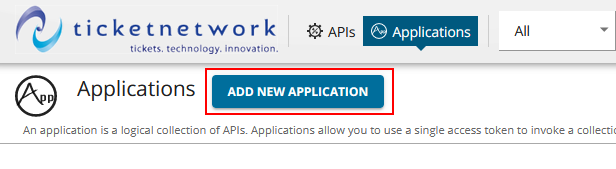 ticketnetwork
tickets. technology. innovation.
APIs
Applications
All
App
Applications
ADD NEW APPLICATION
An application is a logical collection of APIs. Applications allow you to use a single access token to invoke a collecti